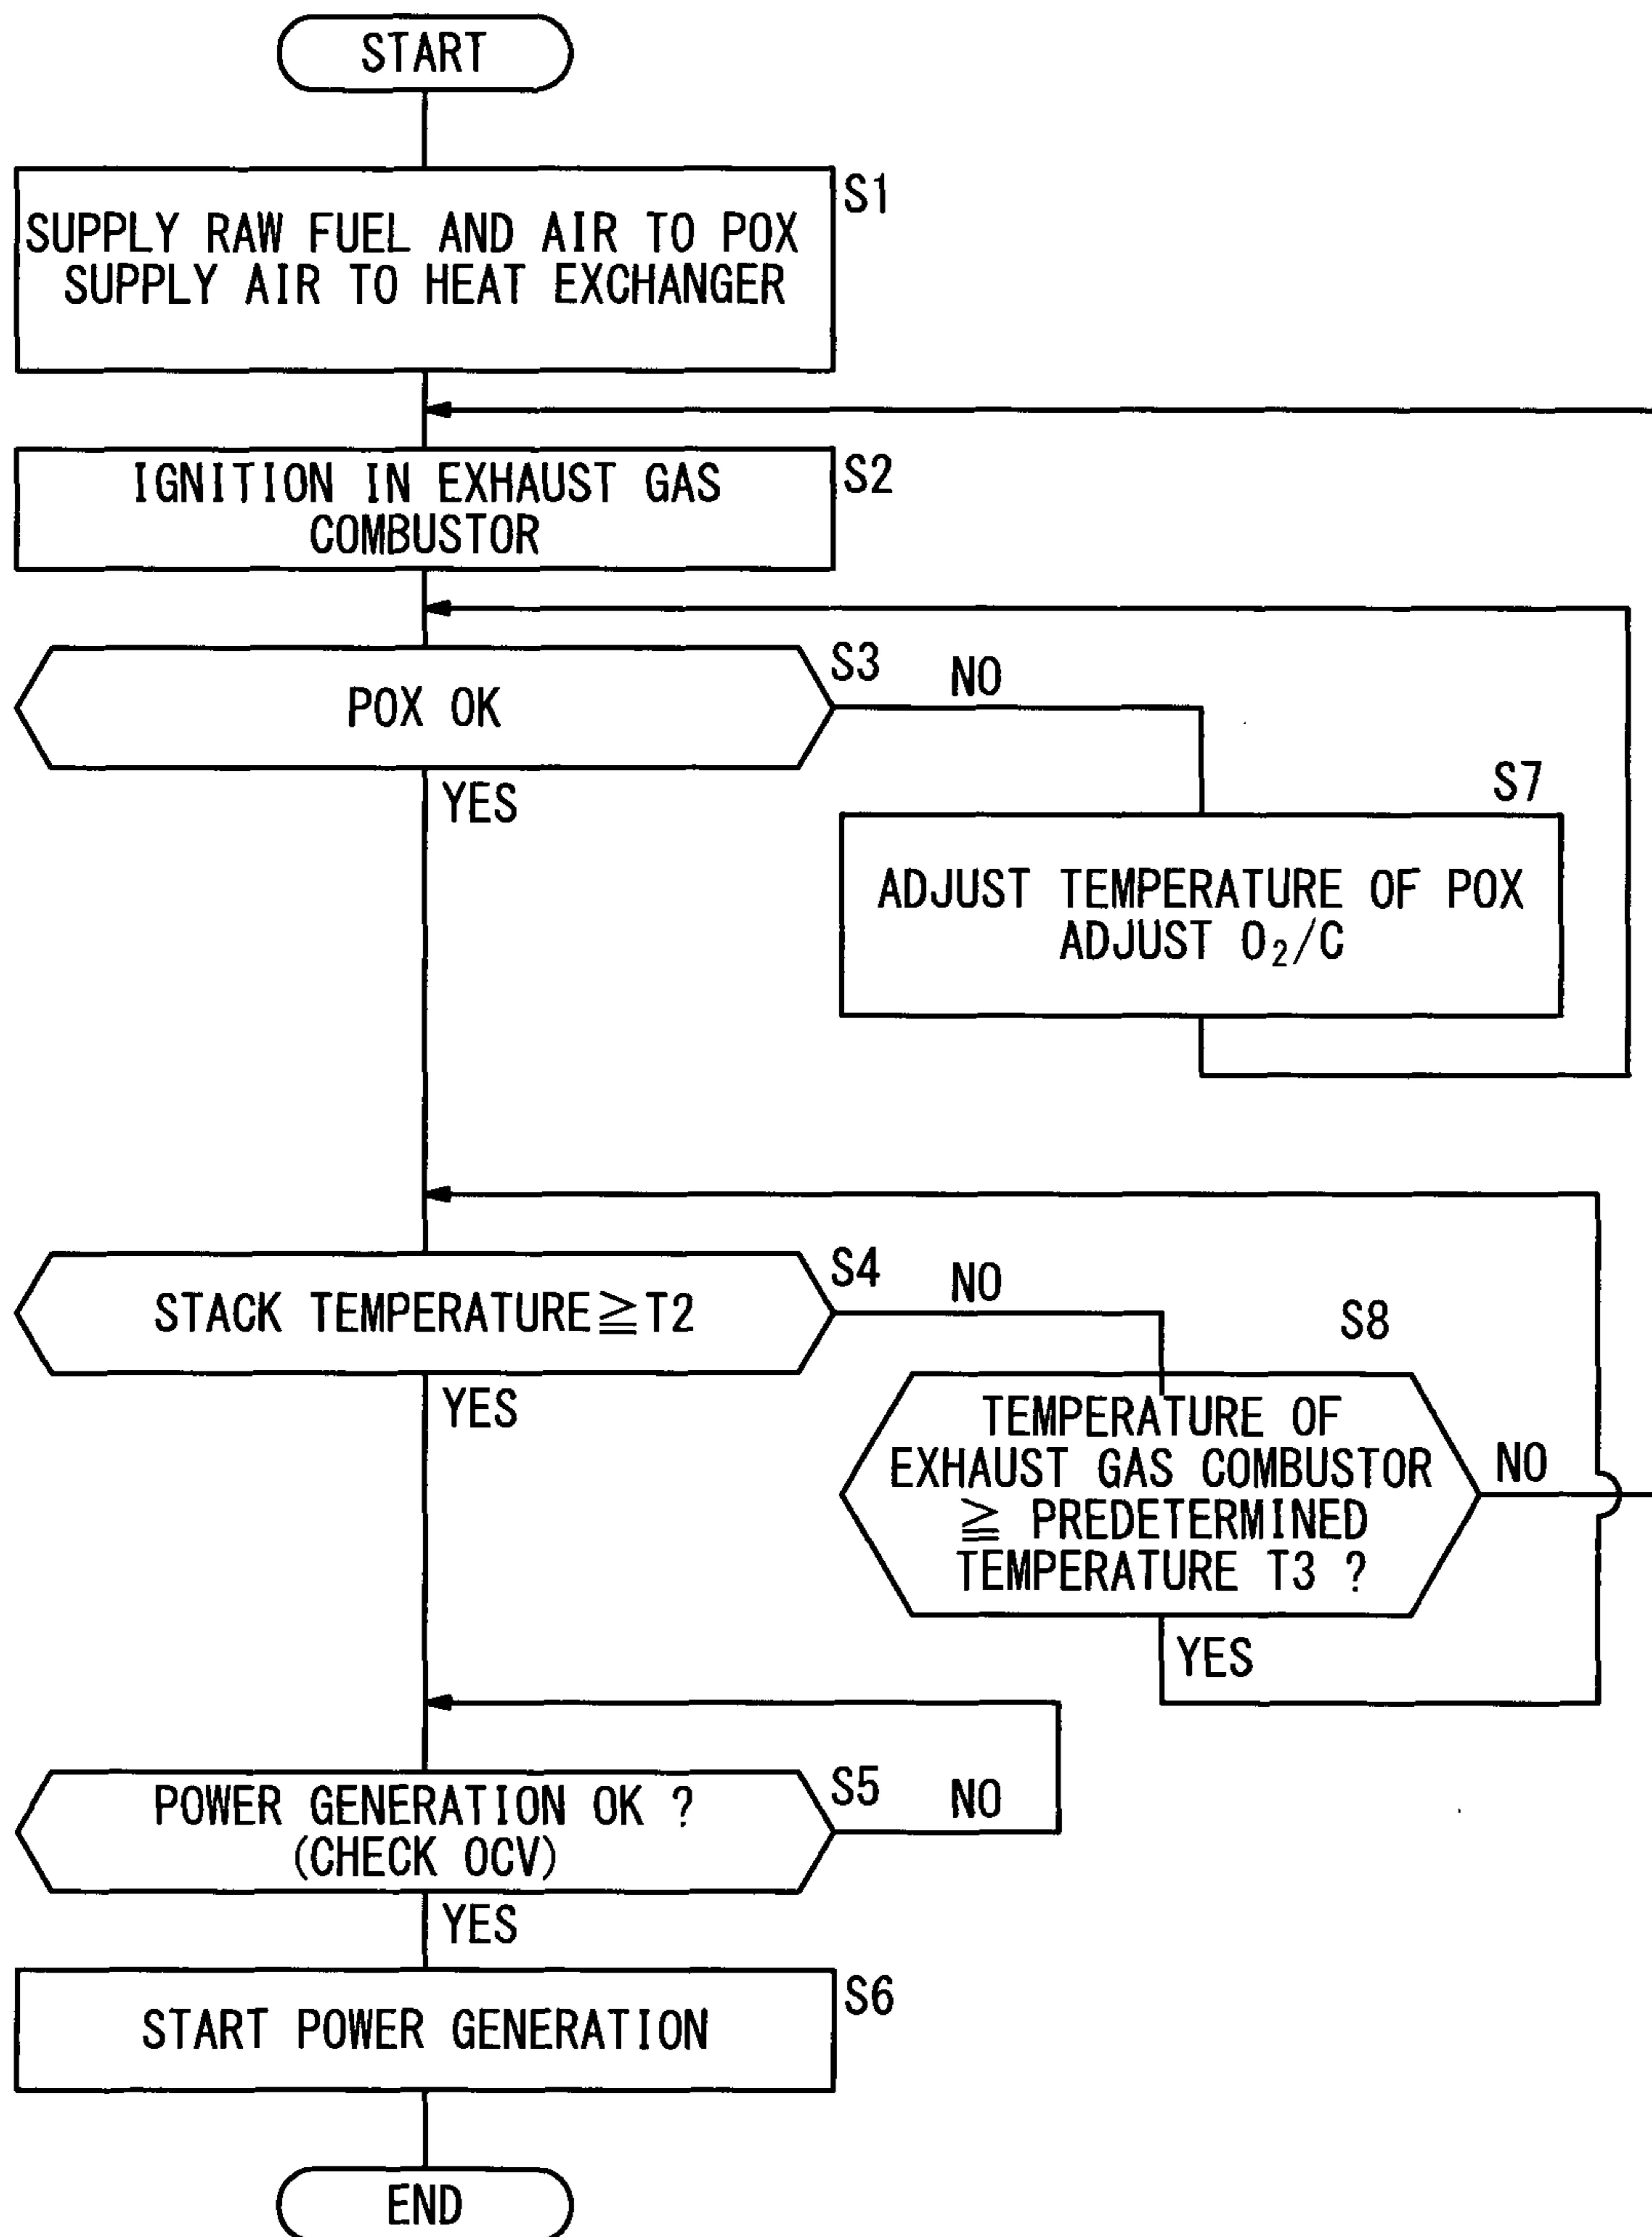 START
S1
SUPPLY RAW FUEL AND AIR TO POX
SUPPLY AIR TO HEAT EXCHANGER
S2
IGNITION IN EXHAUST GAS
COMBUSTOR
S3
NO
POX OK
YES
S7
ADJUST TEMPERATURE OF POX
ADJUST O₂/C
S4
NO
STACK TEMPERATURE≧T2
YES
S8
TEMPERATURE OF
EXHAUST GAS COMBUSTOR
≧ PREDETERMINED
TEMPERATURE T3 ?
NO
YES
S5
NO
POWER GENERATION OK ?
(CHECK OCV)
YES
S6
START POWER GENERATION
END